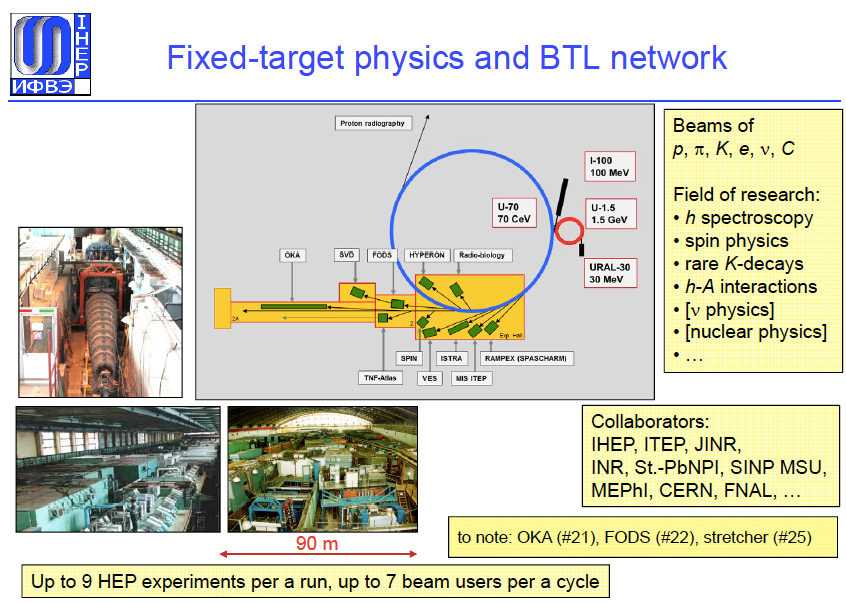 IHEP
ИФВЭ
Fixed-target physics and BTL network
Proton radiography
I-100
100 MeV
U-70
70 CeV
U-1.5
1.5 GeV
URAL-30
30 MeV
OKA
SVD
FODS
HYPERON
Radio-biology
2A
2
Exp. Hall
SPIN
ISTRA
RAMPEX (SPASCHARM)
TNF-Atlas
VES
MIS ITEP
Beams of
p, π, K, e, ν, C
Field of research:
• h spectroscopy
• spin physics
• rare K-decays
• h-A interactions
• [ν physics]
• [nuclear physics]
• …
Collaborators:
IHEP, ITEP, JINR,
INR, St.-PbNPI, SINP MSU,
MEPhI, CERN, FNAL, …
90 m
to note: OKA (#21), FODS (#22), stretcher (#25)
Up to 9 HEP experiments per a run, up to 7 beam users per a cycle